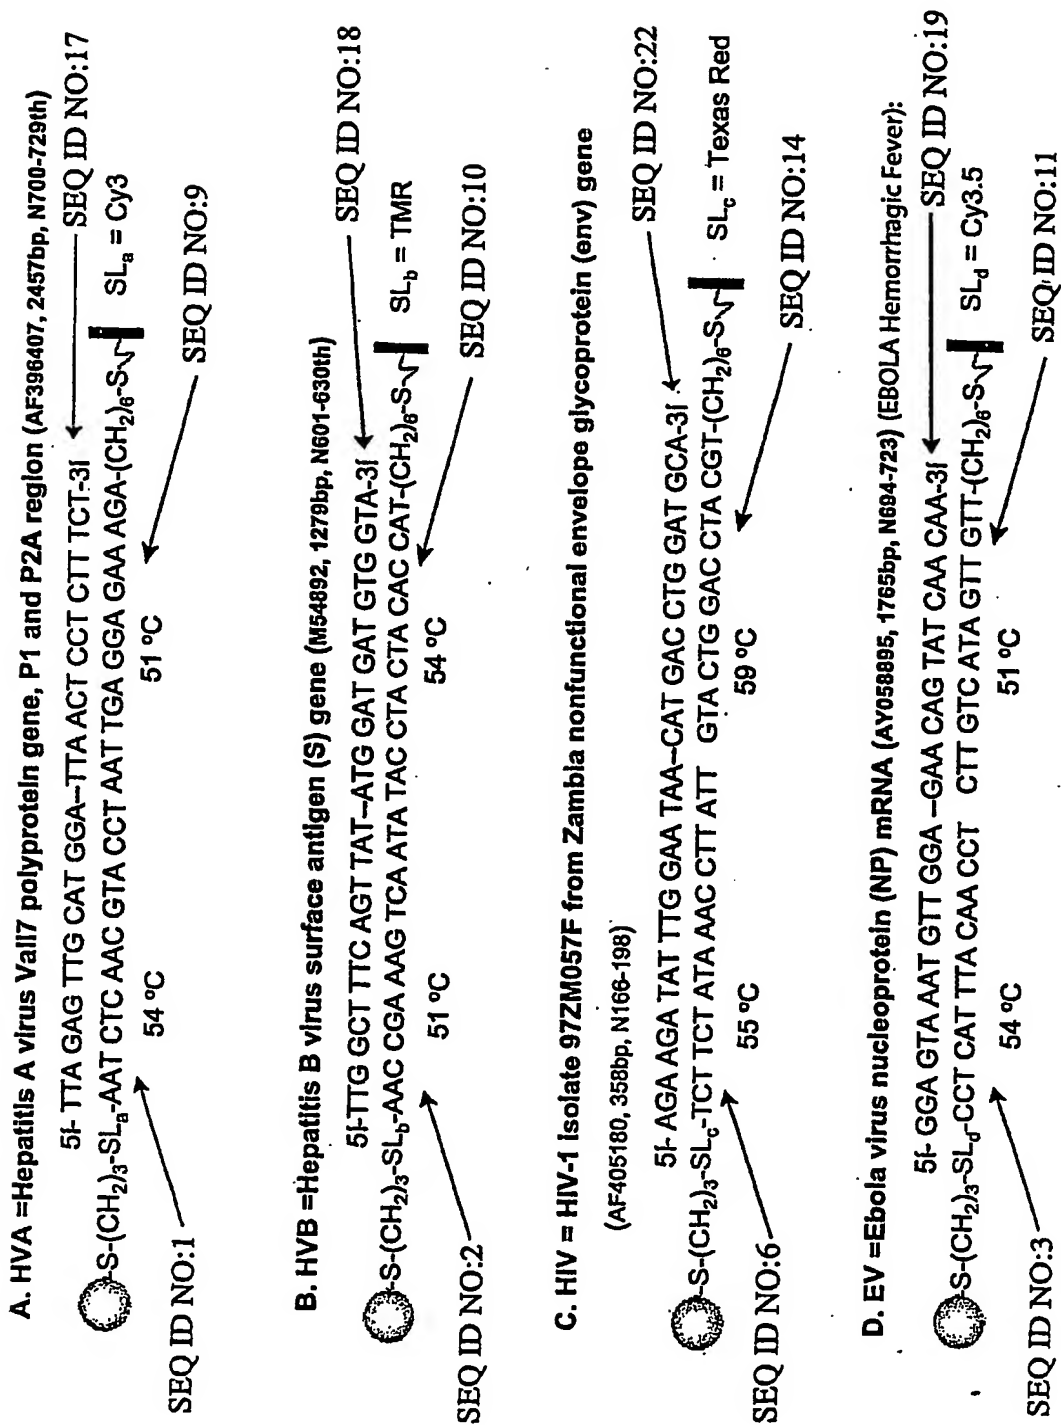 A. HVA =Hepatitis A virus Vall7 polyprotein gene, P1 and P2A region (AF396407, 2457bp, N700-729th)
SEQ ID NO:17
5'- TTA GAG TTG CAT GGA--TTA ACT CCT CTT TCT-3'
-S-(CH2)3-SLa-AAT CTC AAC GTA CCT AAT TGA GGA GAA AGA-(CH2)6-S
SLa = Cy3
54 ºC
51 ºC
SEQ ID NO:1
SEQ ID NO:9
B. HVB =Hepatitis B virus surface antigen (S) gene (M54892, 1279bp, N601-630th)
SEQ ID NO:18
5'-TTG GCT TTC AGT TAT--ATG GAT GAT GTG GTA-3'
-S-(CH2)3-SLb-AAC CGA AAG TCA ATA TAC CTA CTA CAC CAT-(CH2)6-S
SLb = TMR
51 ºC
54 ºC
SEQ ID NO:2
SEQ ID NO:10
C. HIV = HIV-1 isolate 97ZM057F from Zambia nonfunctional envelope glycoprotein (env) gene
(AF405180, 358bp, N166-198)
SEQ ID NO:22
5'- AGA AGA TAT TTG GAA TAA--CAT GAC CTG GAT GCA-3'
-S-(CH2)3-SLc-TCT TCT ATA AAC CTT ATT GTA CTG GAC CTA CGT-(CH2)6-S
SLc = Texas Red
55 ºC
59 ºC
SEQ ID NO:6
SEQ ID NO:14
D. EV =Ebola virus nucleoprotein (NP) mRNA (AY058895, 1765bp, N694-723) (EBOLA Hemorrhagic Fever):
SEQ ID NO:19
5'- GGA GTA AAT GTT GGA --GAA CAG TAT CAA CAA-3'
-S-(CH2)3-SLd-CCT CAT TTA CAA CCT CTT GTC ATA GTT GTT-(CH2)6-S
SLd = Cy3.5
54 ºC
51 ºC
SEQ ID NO:3
SEQ ID NO:11